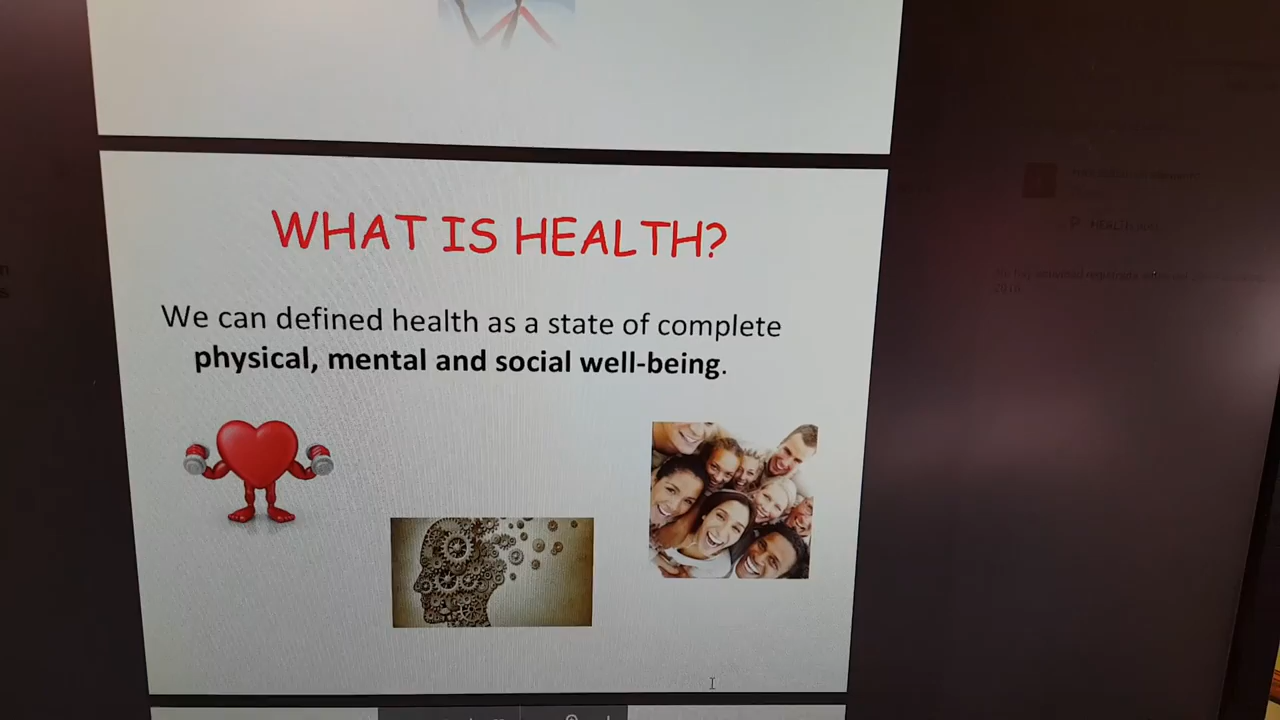 WHAT IS HEALTH?
We can defined health as a state of complete
physical, mental and social well-being.